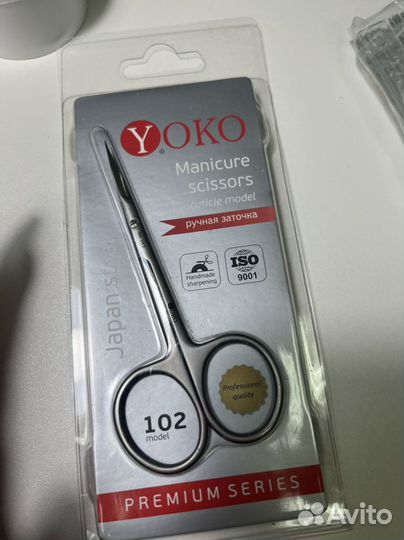 YOKO
®
Manicure
scissors
cuticle model
ручная заточка
Handmade
sharpening
ISO
9001
Japan
Professional
quality
102
model
PREMIUM SERIES
Avito